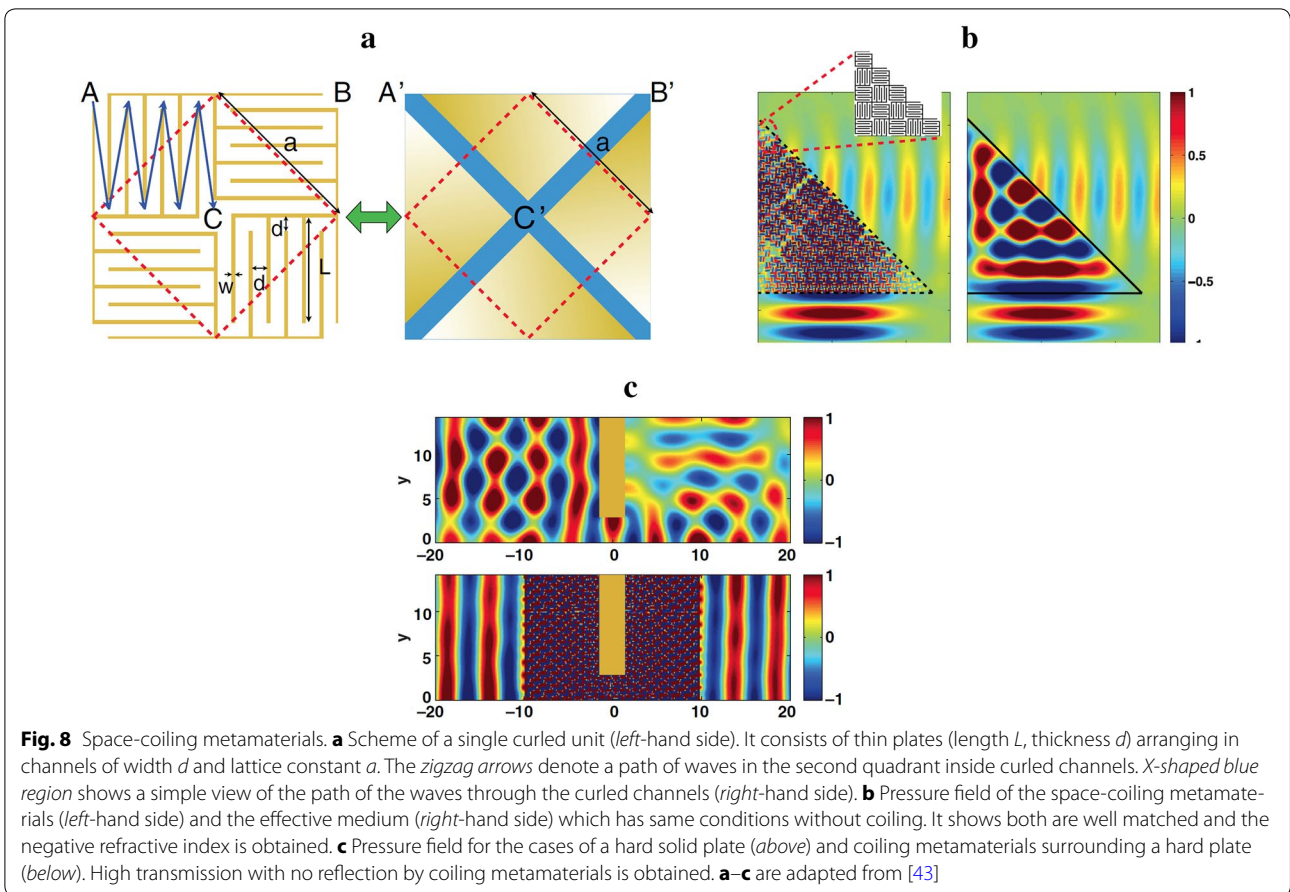 a
b
A
B
A'
B'
a
a
C
C'
d
w
d
L
1
0.5
0
−0.5
c
1
10
y
5
0
0
−1
−20
−10
0
10
20
1
10
y
5
0
0
−1
−20
−10
0
10
20
Fig. 8 Space-coiling metamaterials. a Scheme of a single curled unit (left-hand side). It consists of thin plates (length L, thickness d) arranging in
channels of width d and lattice constant a. The zigzag arrows denote a path of waves in the second quadrant inside curled channels. X-shaped blue
region shows a simple view of the path of the waves through the curled channels (right-hand side). b Pressure field of the space-coiling metamate-
rials (left-hand side) and the effective medium (right-hand side) which has same conditions without coiling. It shows both are well matched and the
negative refractive index is obtained. c Pressure field for the cases of a hard solid plate (above) and coiling metamaterials surrounding a hard plate
(below). High transmission with no reflection by coiling metamaterials is obtained. a–c are adapted from [43]